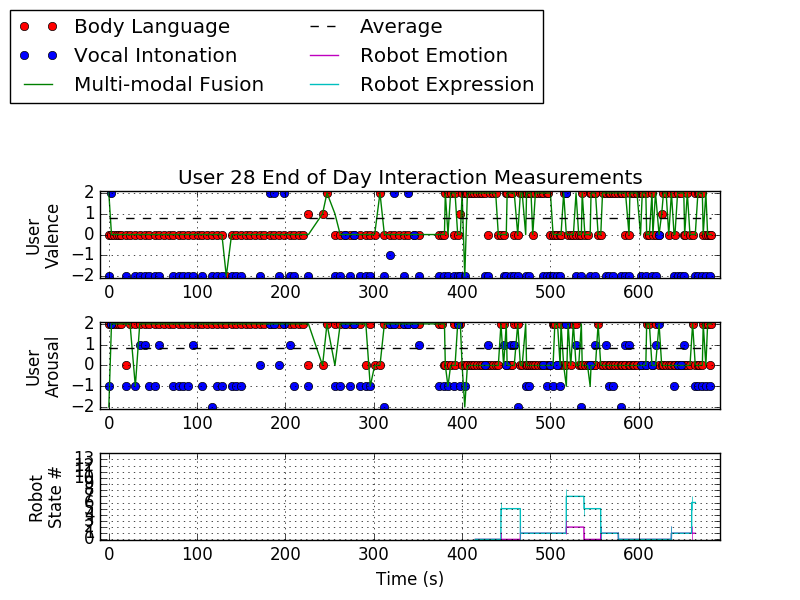 Body Language
Vocal Intonation
Multi-modal Fusion
Average
Robot Emotion
Robot Expression
User 28 End of Day Interaction Measurements
User
Valence
2
1
0
−1
−2
0 100 200 300 400 500 600
User
Arousal
2
1
0
−1
−2
0 100 200 300 400 500 600
Robot
State #
13
0 100 200 300 400 500 600
Time (s)